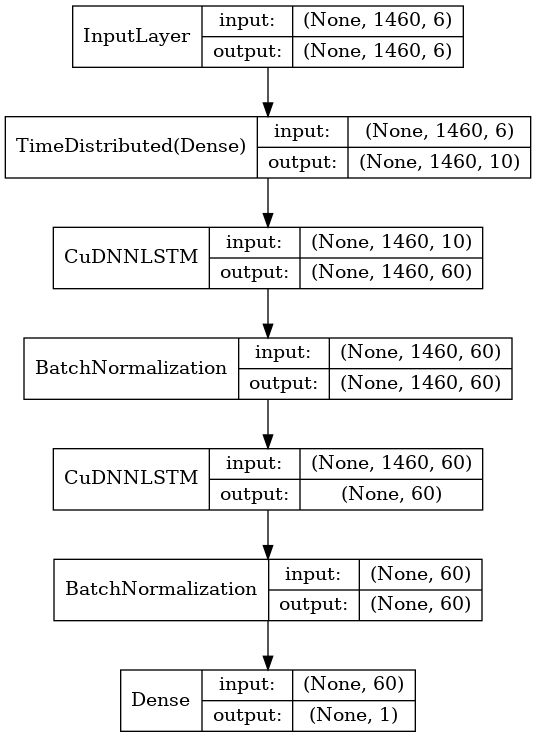 InputLayer input: (None, 1460, 6)
output: (None, 1460, 6)
TimeDistributed(Dense) input: (None, 1460, 6)
output: (None, 1460, 10)
CuDNNLSTM input: (None, 1460, 10)
output: (None, 1460, 60)
BatchNormalization input: (None, 1460, 60)
output: (None, 1460, 60)
CuDNNLSTM input: (None, 1460, 60)
output: (None, 60)
BatchNormalization input: (None, 60)
output: (None, 60)
Dense input: (None, 60)
output: (None, 1)